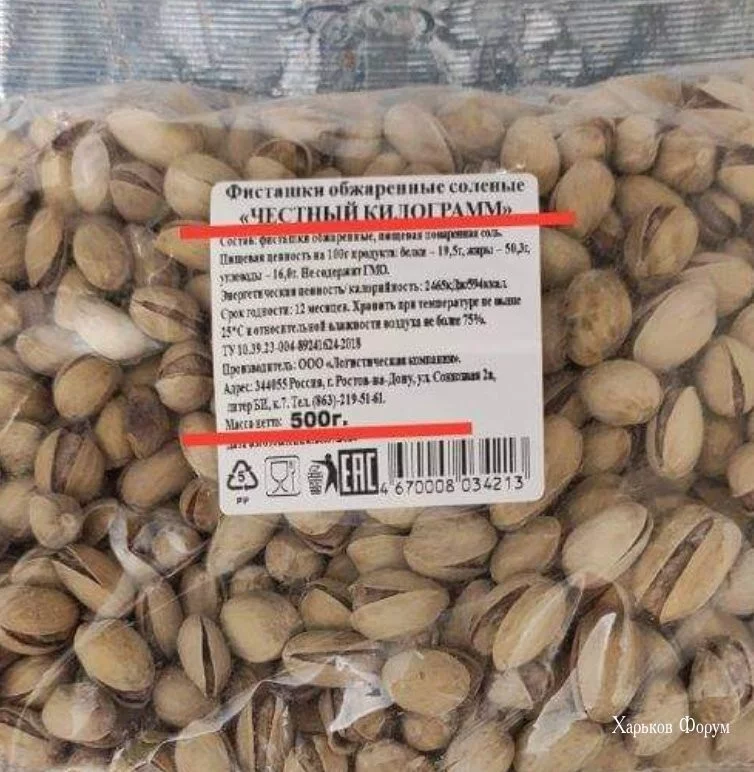 Фисташки обжаренные соленые
«ЧЕСТНЫЙ КИЛОГРАММ»
Состав: фисташки обжаренные, пищевая поваренная соль.
Пищевая ценность на 100г продукта: белки – 19,5г, жиры – 50,3г,
углеводы – 16,0г. Не содержит ГМО.
Энергетическая ценность/ калорийность: 2465кДж/594ккал.
Срок годности: 12 месяцев. Хранить при температуре не выше
25°С и относительной влажности воздуха не более 75%.
ТУ 10.39.23-004-89241624-2018
Производитель: ООО «Логистическая компания».
Адрес: 344055 Россия, г. Ростов-на-Дону, ул. Совхозная 2а,
литер БЕ, к.7. Тел. (863)-219-51-61.
Масса нетто: 500г.
5
PP
EAC
4 670008 034213
Харьков Форум